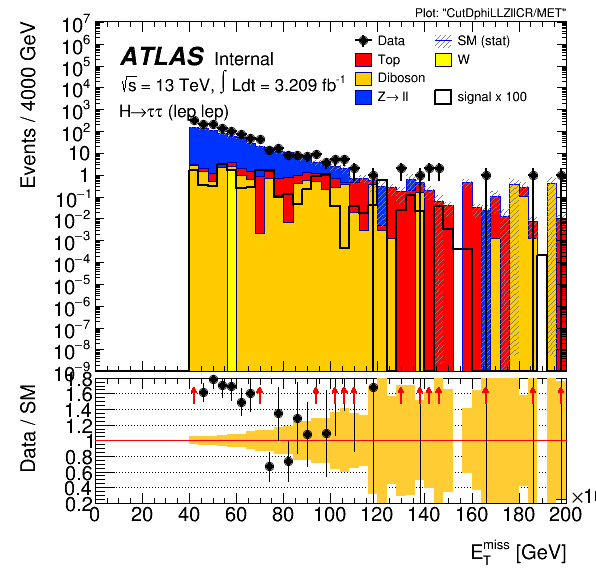 Plot: "CutDphiLLZllCR/MET"
Events / 4000 GeV
10⁷
10⁶
10⁵
10⁴
10³
10²
10
1
10⁻¹
10⁻²
10⁻³
10⁻⁴
10⁻⁵
10⁻⁶
10⁻⁷
10⁻⁸
10⁻⁹
ATLAS Internal
√s = 13 TeV, ∫ Ldt = 3.209 fb⁻¹
H→ττ (lep lep)
Data
SM (stat)
Top
W
Diboson
Z→ ll
signal x 100
Data / SM
1.8
1.6
1.4
1.2
1
0.8
0.6
0.4
0.2
0 20 40 60 80 100 120 140 160 180 200
×10
E_T^miss [GeV]